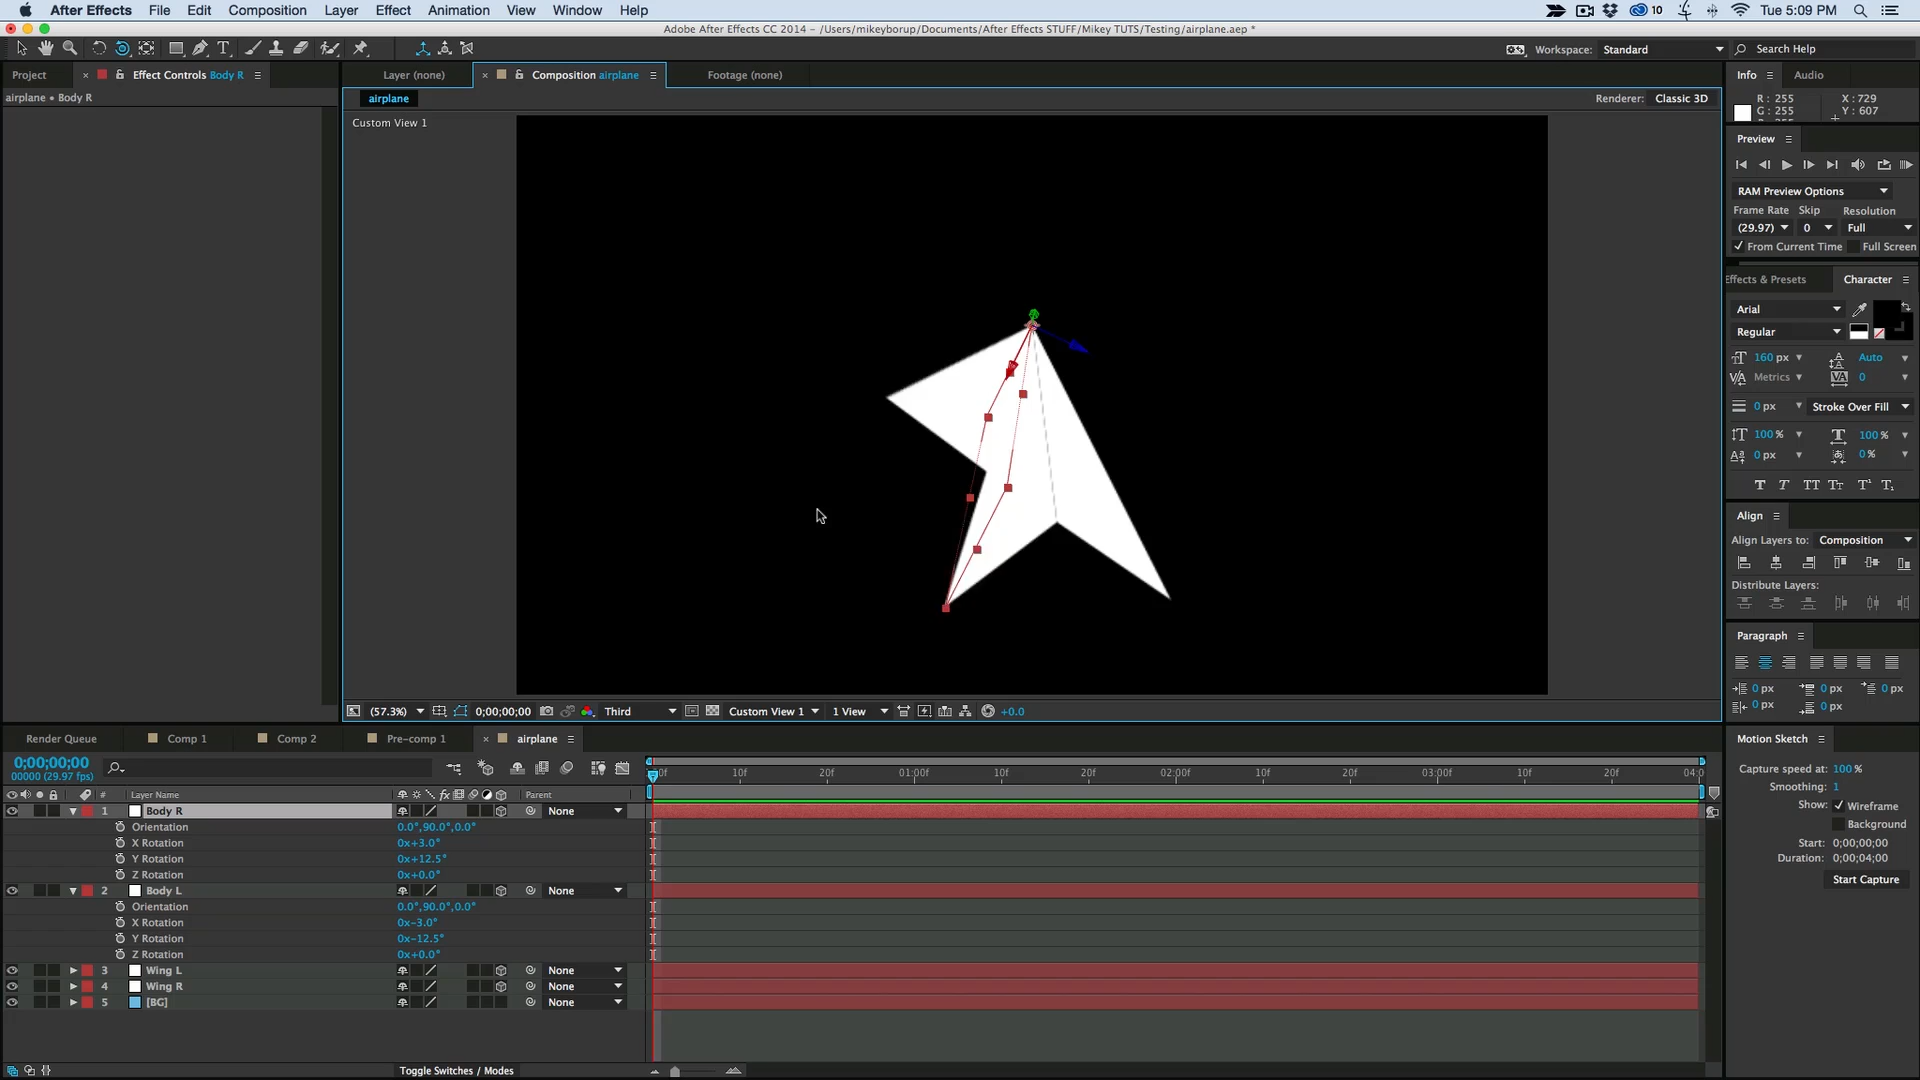 After Effects File Edit Composition Layer Effect Animation View Window Help 10 Tue 5:09 PM
Adobe After Effects CC 2014 - /Users/mikeyborup/Documents/After Effects STUFF/Mikey TUTS/Testing/airplane.aep *
Workspace: Standard Search Help
Project Effect Controls Body R Layer (none) Composition airplane Footage (none) Info Audio
airplane • Body R airplane Renderer: Classic 3D
R : 255 X : 729
G : 255 Y : 607
Custom View 1
Preview
RAM Preview Options
Frame Rate Skip Resolution
(29.97) 0 Full
From Current Time Full Screen
Effects & Presets Character
Arial
Regular
160 px Auto
Metrics 0
0 px Stroke Over Fill
100 % 100 %
0 px 0 %
T T TT Tт T¹ T₁
Align
Align Layers to: Composition
Distribute Layers:
Paragraph
0 px 0 px 0 px
0 px 0 px
(57.3%) 0;00;00;00 Third Custom View 1 1 View +0.0
Render Queue Comp 1 Comp 2 Pre-comp 1 airplane
0;00;00;00
00000 (29.97 fps)
10f 20f 01:00f 10f 20f 02:00f 10f 20f 03:00f 10f 20f 04:0
# Layer Name fx Parent
1 Body R None
Orientation 0.0°,90.0°,0.0°
X Rotation 0x+3.0°
Y Rotation 0x+12.5°
Z Rotation 0x+0.0°
2 Body L None
Orientation 0.0°,90.0°,0.0°
X Rotation 0x-3.0°
Y Rotation 0x-12.5°
Z Rotation 0x+0.0°
3 Wing L None
4 Wing R None
5 [BG] None
Toggle Switches / Modes
Motion Sketch
Capture speed at: 100 %
Smoothing: 1
Show: Wireframe
Background
Start: 0;00;00;00
Duration: 0;00;04;00
Start Capture